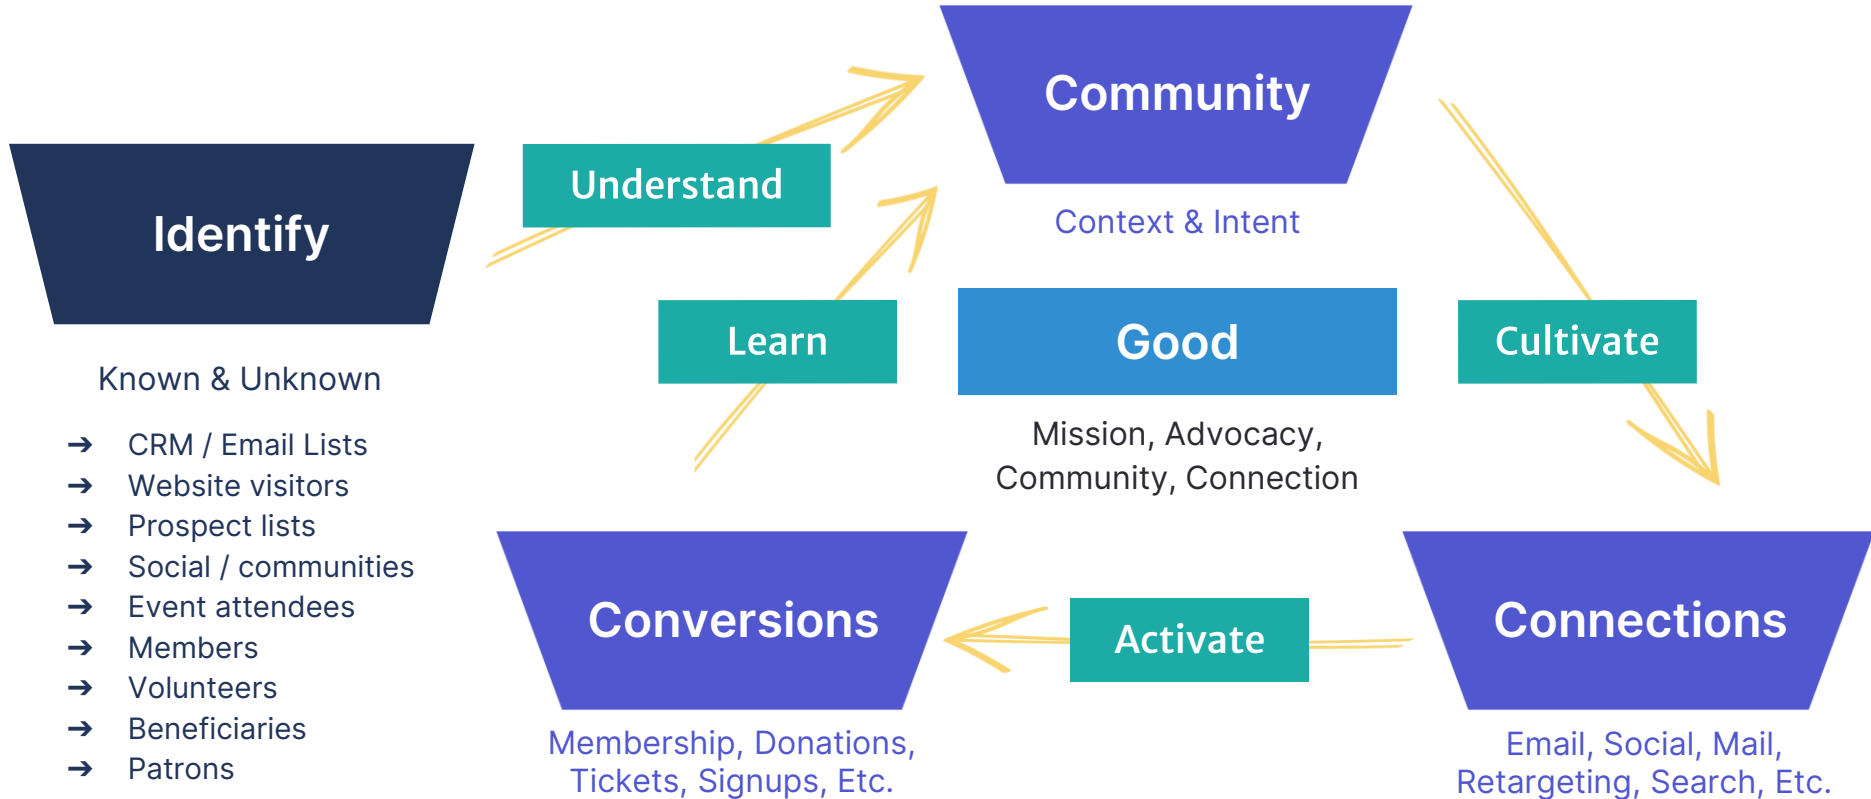 Identify
Known & Unknown
➔ CRM / Email Lists
➔ Website visitors
➔ Prospect lists
➔ Social / communities
➔ Event attendees
➔ Members
➔ Volunteers
➔ Beneficiaries
➔ Patrons
Understand
Community
Context & Intent
Learn
Good
Mission, Advocacy,
Community, Connection
Cultivate
Conversions
Membership, Donations,
Tickets, Signups, Etc.
Activate
Connections
Email, Social, Mail,
Retargeting, Search, Etc.